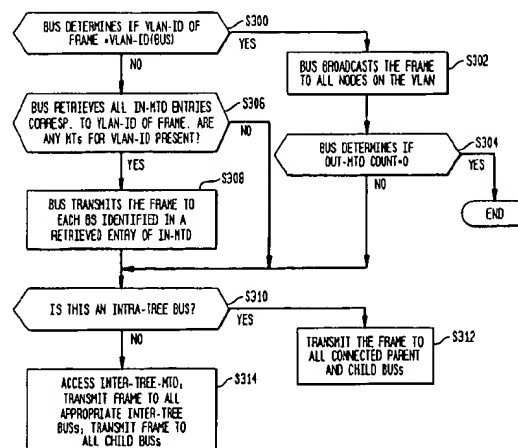 BUS DETERMINES IF VLAN-ID OF
FRAME =VLAN-ID(BUS)
S300
YES
NO
BUS BROADCASTS THE FRAME
TO ALL NODES ON THE VLAN
S302
BUS RETRIEVES ALL IN-MTD ENTRIES
CORRESP. TO VLAN-ID OF FRAME. ARE
ANY MTs FOR VLAN-ID PRESENT?
S306
NO
YES
BUS DETERMINES IF
OUT-MTD COUNT=0
S304
YES
NO
END
BUS TRANSMITS THE FRAME TO
EACH BS IDENTIFIED IN A
RETRIEVED ENTRY OF IN-MTD
S308
IS THIS AN INTRA-TREE BUS?
S310
YES
NO
TRANSMIT THE FRAME TO
ALL CONNECTED PARENT
AND CHILD BUSs
S312
ACCESS INTER-TREE-MTD;
TRANSMIT FRAME TO ALL
APPROPRIATE INTER-TREE
BUSs; TRANSMIT FRAME TO
ALL CHILD BUSs
S314